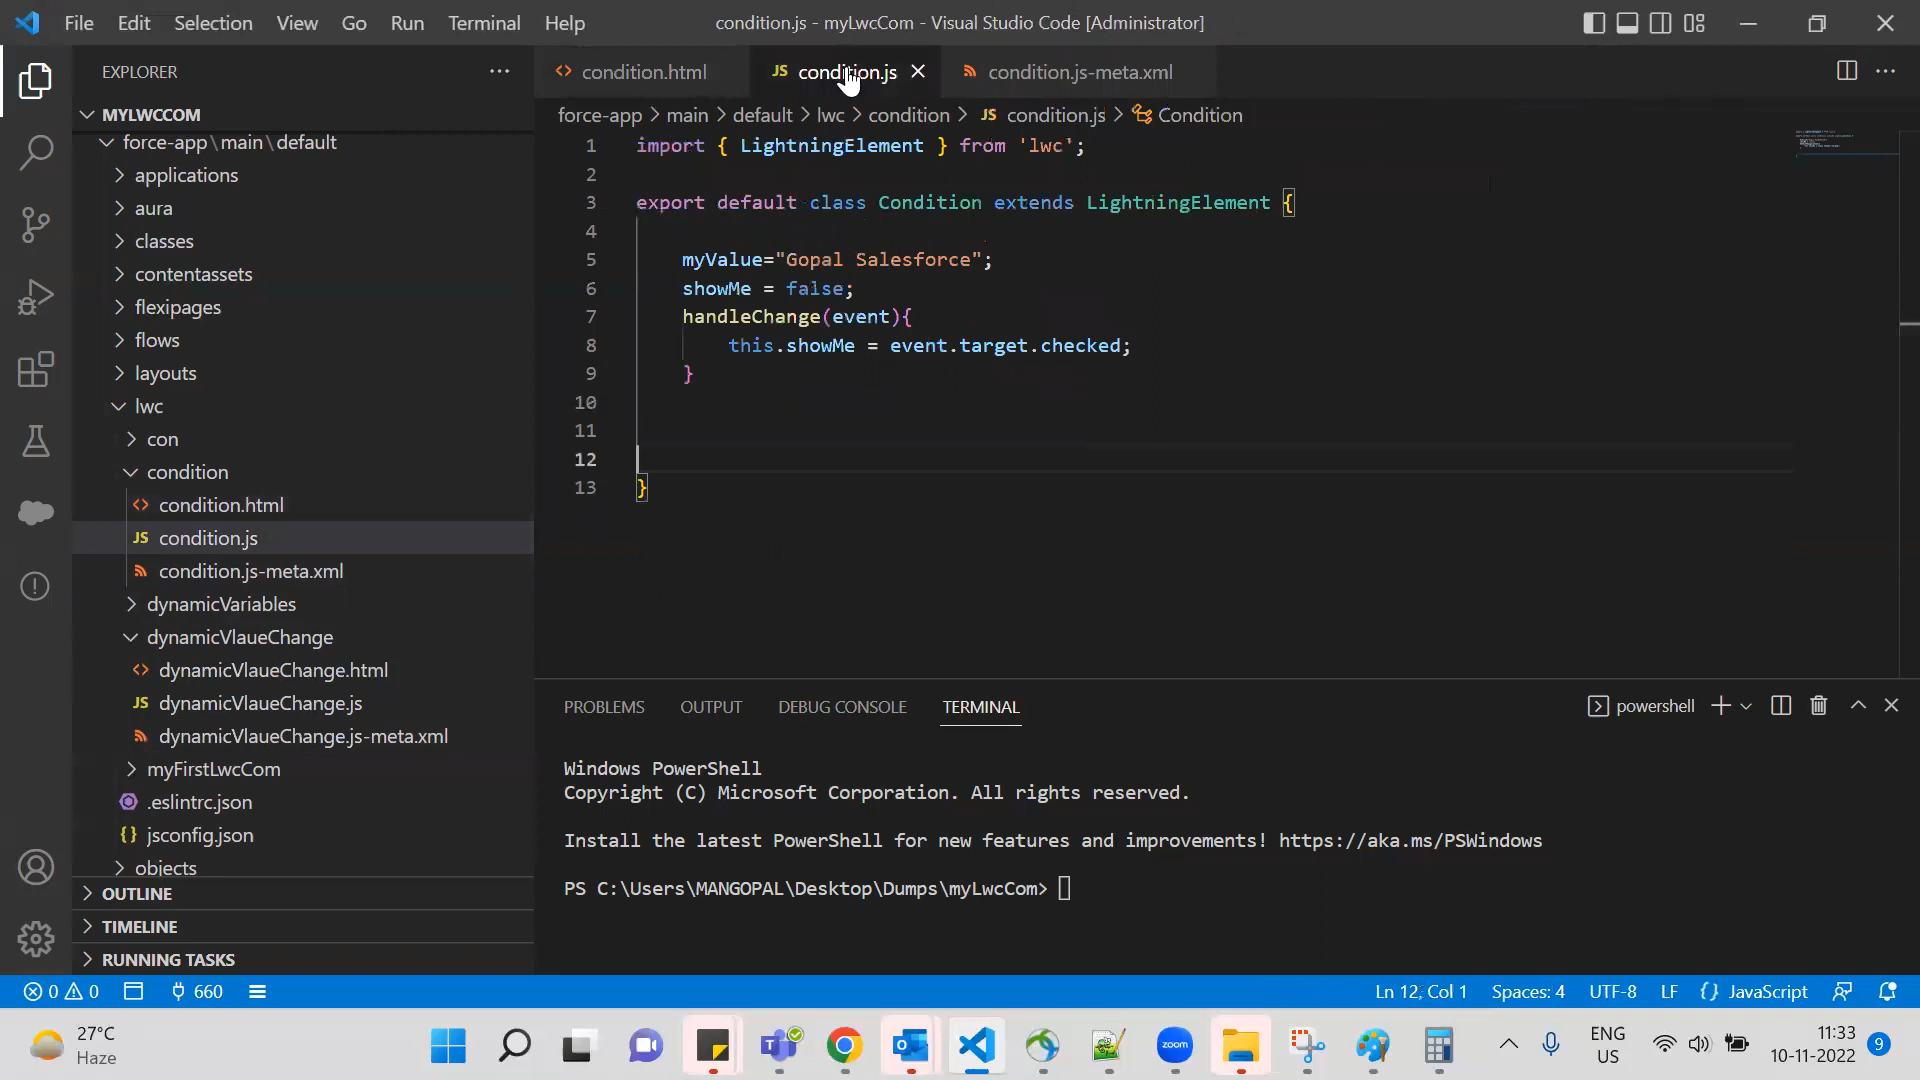 File Edit Selection View Go Run Terminal Help
condition.js - myLwcCom - Visual Studio Code [Administrator]
EXPLORER
MYLWCCOM
force-app\main\default
applications
aura
classes
contentassets
flexipages
flows
layouts
lwc
con
condition
condition.html
JS condition.js
condition.js-meta.xml
dynamicVariables
dynamicVlaueChange
dynamicVlaueChange.html
JS dynamicVlaueChange.js
dynamicVlaueChange.js-meta.xml
myFirstLwcCom
.eslintrc.json
{} jsconfig.json
objects
OUTLINE
TIMELINE
RUNNING TASKS
condition.html JS condition.js condition.js-meta.xml
force-app > main > default > lwc > condition > JS condition.js > Condition
1 import { LightningElement } from 'lwc';
2
3 export default class Condition extends LightningElement {
4
5 myValue="Gopal Salesforce";
6 showMe = false;
7 handleChange(event){
8 this.showMe = event.target.checked;
9 }
10
11
12
13 }
PROBLEMS OUTPUT DEBUG CONSOLE TERMINAL
powershell
Windows PowerShell
Copyright (C) Microsoft Corporation. All rights reserved.
Install the latest PowerShell for new features and improvements! https://aka.ms/PSWindows
PS C:\Users\MANGOPAL\Desktop\Dumps\myLwcCom>
0 0 660
Ln 12, Col 1 Spaces: 4 UTF-8 LF {} JavaScript
27°C
Haze
zoom
ENG
US
11:33
10-11-2022
9